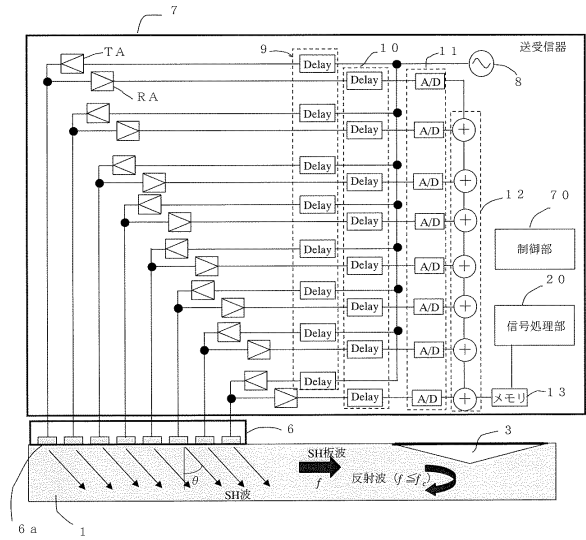 7
送受信器
TA
9
10
11
Delay
8
RA
Delay
A/D
Delay
Delay
A/D
+
Delay
Delay
A/D
+
12
70
Delay
Delay
A/D
+
制御部
Delay
Delay
A/D
+
20
Delay
Delay
A/D
+
信号処理部
Delay
Delay
A/D
+
Delay
Delay
A/D
+
メモリ
13
6
3
SH板波
f
反射波 (f≦fc)
θ
SH波
6a
1